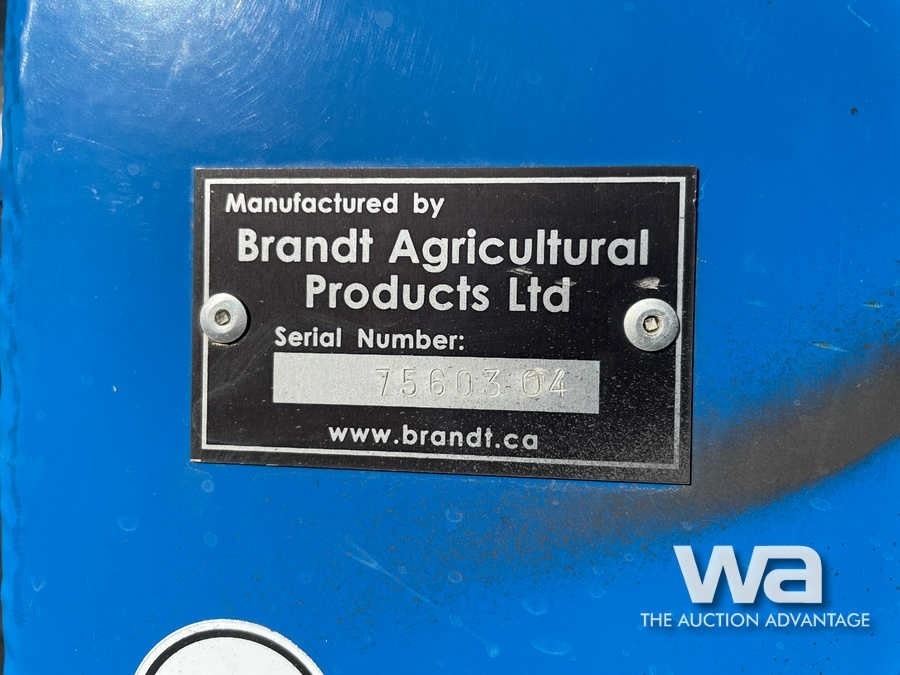 Manufactured by
Brandt Agricultural
Products Ltd
Serial Number:
75603 04
www.brandt.ca
wa
THE AUCTION ADVANTAGE